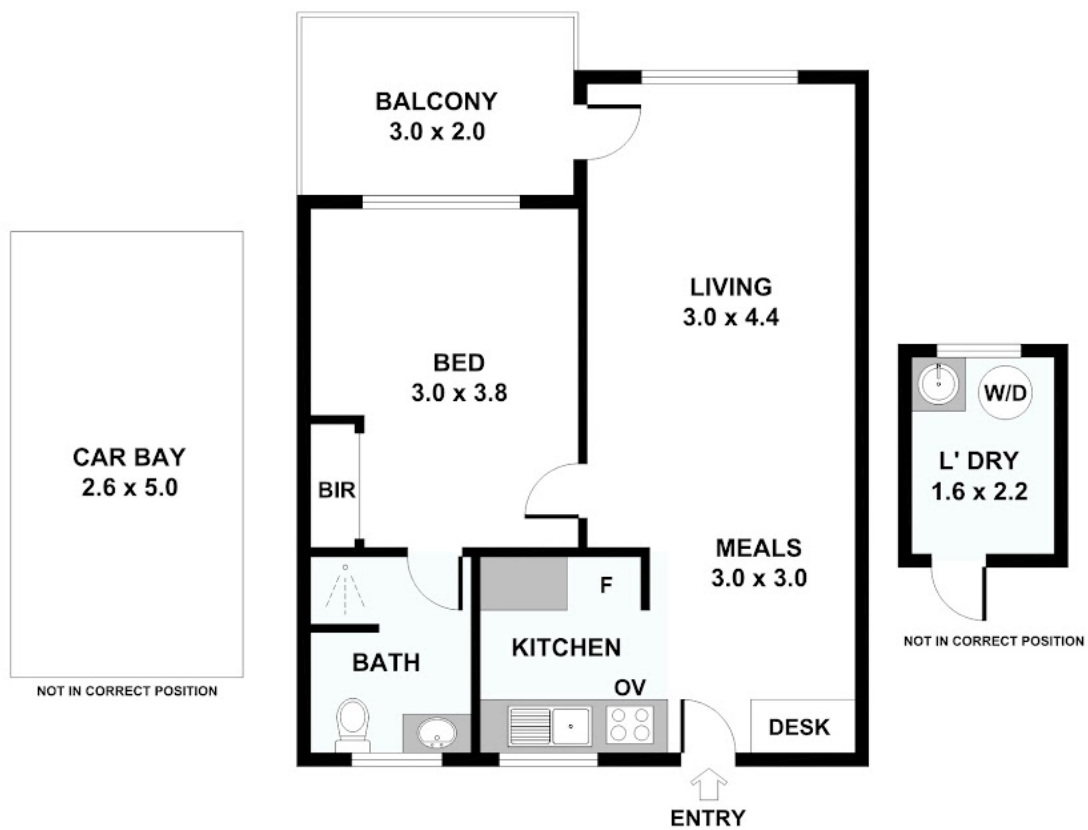 BALCONY
3.0 x 2.0
LIVING
3.0 x 4.4
BED
3.0 x 3.8
BIR
CAR BAY
2.6 x 5.0
NOT IN CORRECT POSITION
W/D
L' DRY
1.6 x 2.2
NOT IN CORRECT POSITION
MEALS
3.0 x 3.0
F
KITCHEN
OV
BATH
DESK
ENTRY